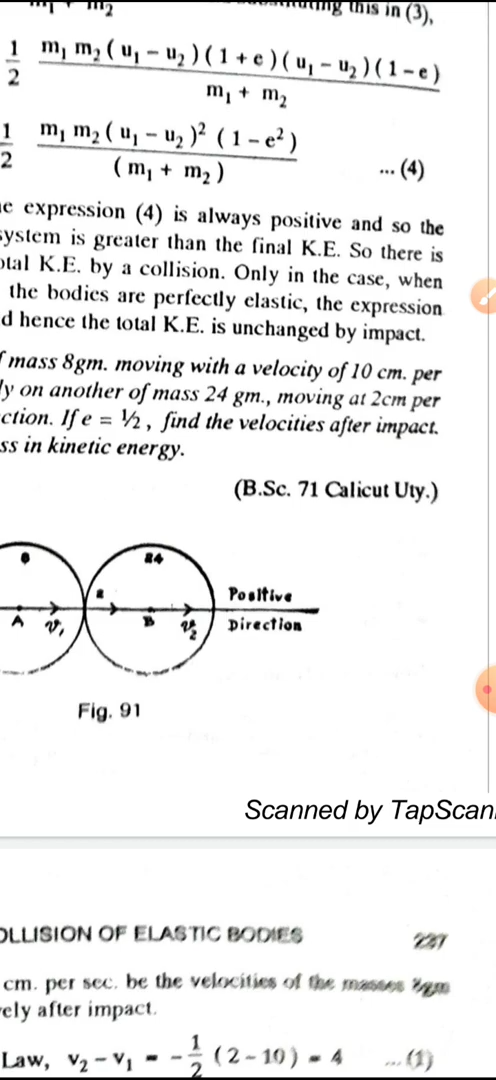 m₁ + m₂ this in (3),
1/2 m₁ m₂ ( u₁ − u₂ ) ( 1 + e ) ( u₁ − u₂ ) ( 1 − e ) / m₁ + m₂
1/2 m₁ m₂ ( u₁ − u₂ )² ( 1 − e² ) / ( m₁ + m₂ ) ... (4)
expression (4) is always positive and so the
system is greater than the final K.E. So there is
K.E. by a collision. Only in the case, when
the bodies are perfectly elastic, the expression
hence the total K.E. is unchanged by impact.
mass 8gm. moving with a velocity of 10 cm. per
on another of mass 24 gm., moving at 2cm per
ction. If e = ½ , find the velocities after impact.
ss in kinetic energy.
(B.Sc. 71 Calicut Uty.)
24
Positive
A v₁ B v₂ Direction
Fig. 91
Scanned by TapScan
OLLISION OF ELASTIC BODIES 227
cm. per sec. be the velocities of the masses 8gm
ely after impact.
Law, v₂ − v₁ = − 1/2 ( 2 − 10 ) = 4 ... (1)